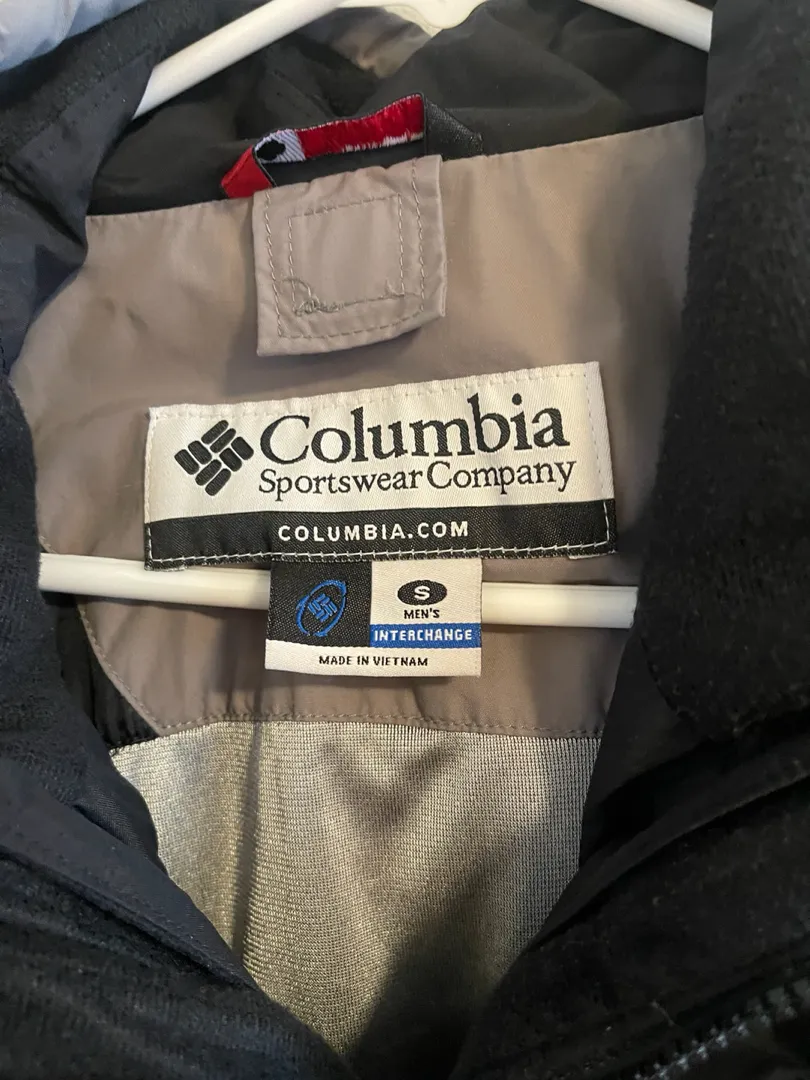 Columbia
Sportswear Company
COLUMBIA.COM
S
MEN'S
INTERCHANGE
MADE IN VIETNAM